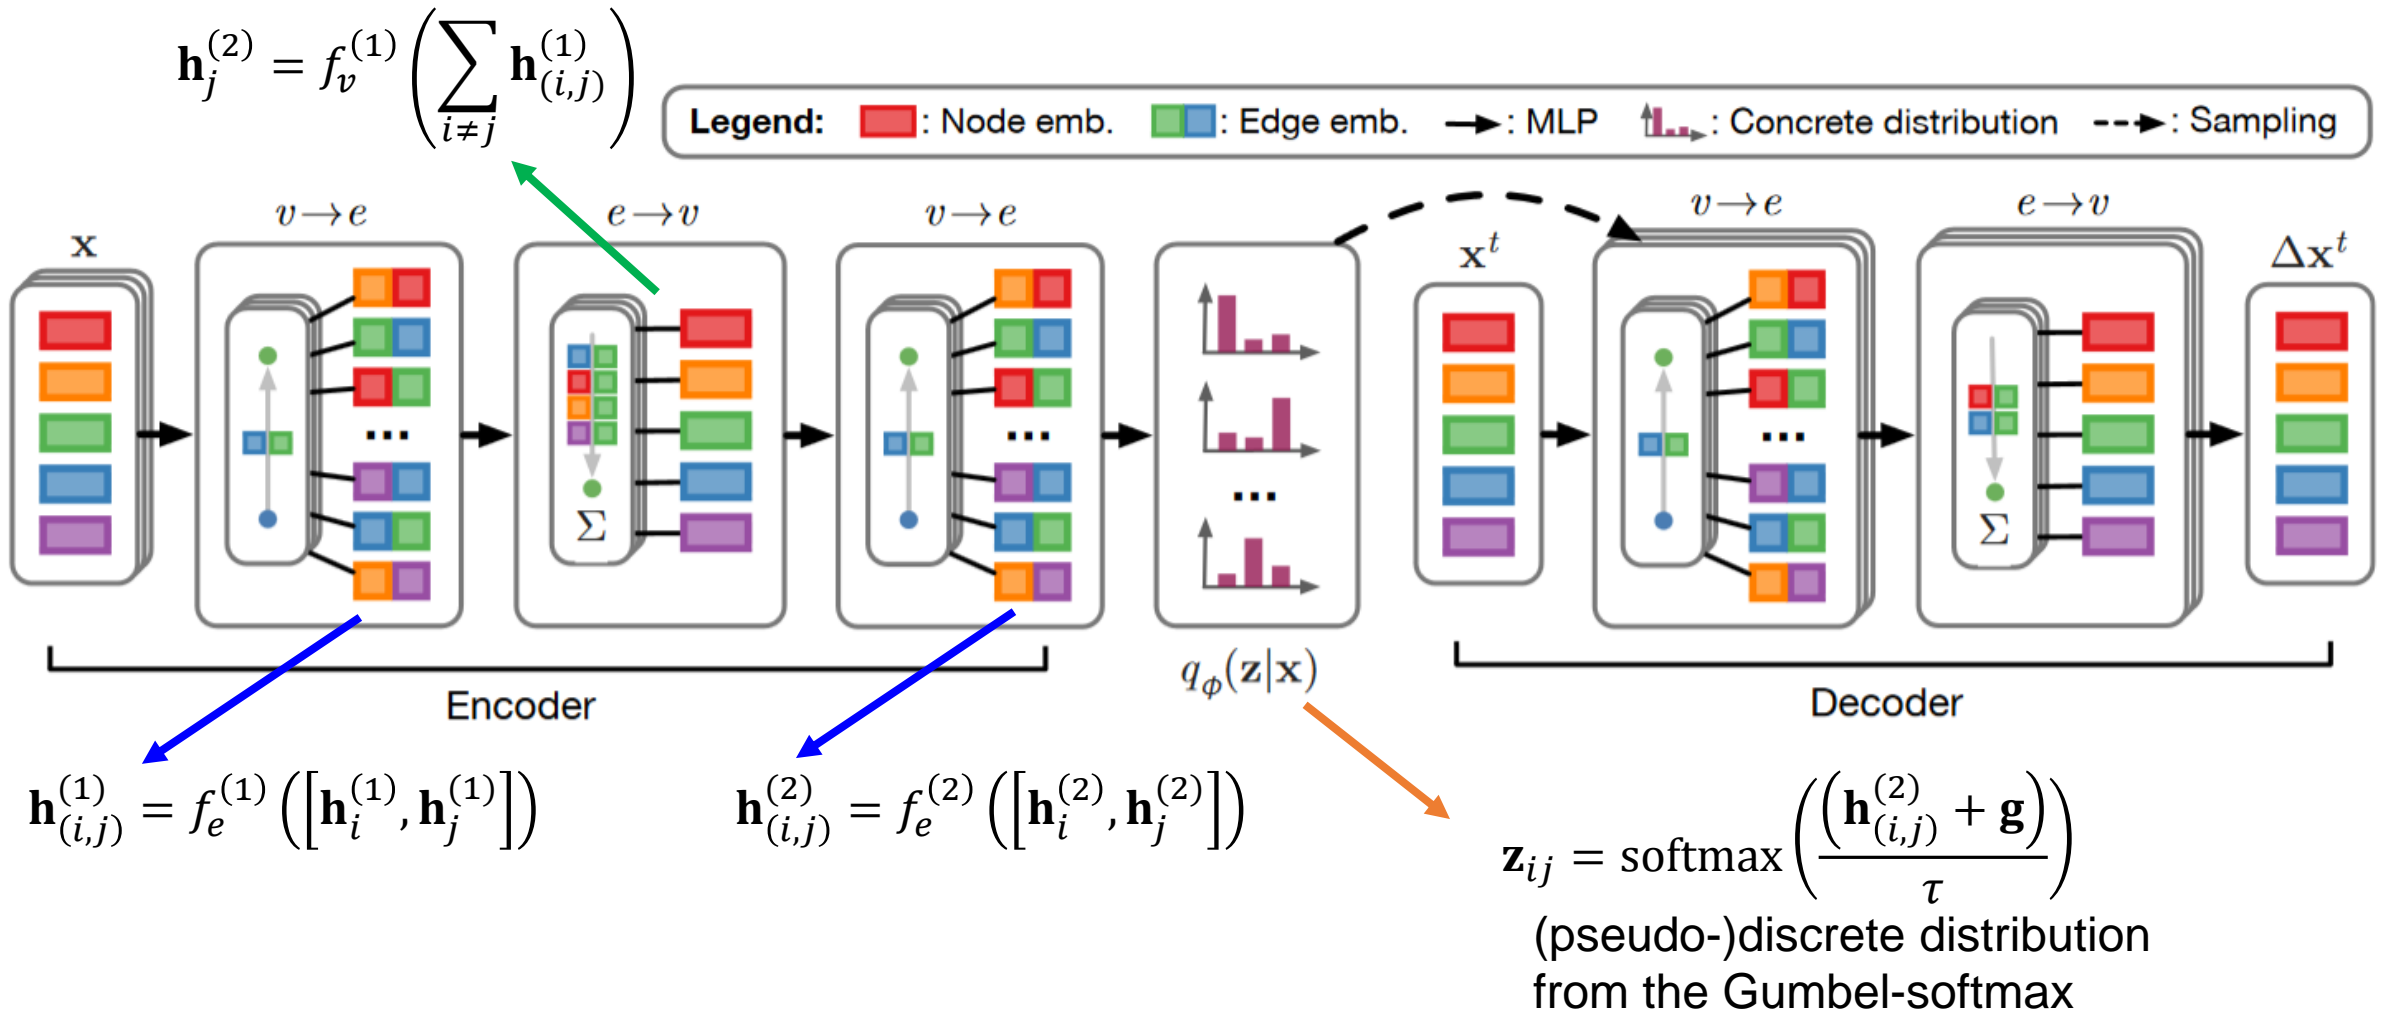 𝐡_j^(2) = f_v^(1) ( ∑_{i≠j} 𝐡_(i,j)^(1) )
Legend: : Node emb. : Edge emb. : MLP : Concrete distribution : Sampling
v→e
e→v
v→e
v→e
e→v
𝐱
𝐱^t
Δ𝐱^t
...
...
...
...
Σ
Σ
q_ϕ(𝐳|𝐱)
Encoder
Decoder
𝐡_(i,j)^(1) = f_e^(1) ([𝐡_i^(1), 𝐡_j^(1)])
𝐡_(i,j)^(2) = f_e^(2) ([𝐡_i^(2), 𝐡_j^(2)])
𝐳_ij = softmax( (𝐡_(i,j)^(2) + 𝐠) / τ )
(pseudo-)discrete distribution
from the Gumbel-softmax